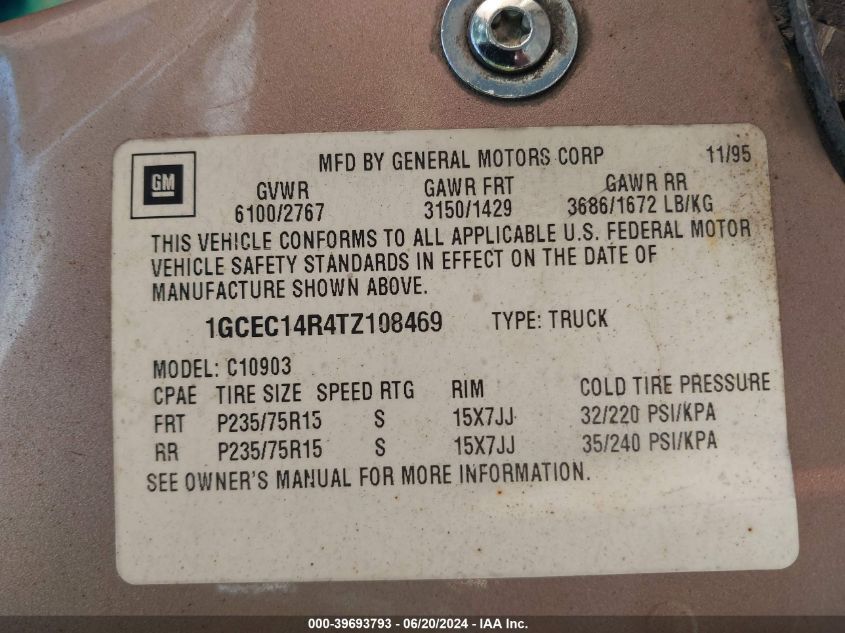 GM
MFD BY GENERAL MOTORS CORP 11/95
GVWR GAWR FRT GAWR RR
6100/2767 3150/1429 3686/1672 LB/KG
THIS VEHICLE CONFORMS TO ALL APPLICABLE U.S. FEDERAL MOTOR
VEHICLE SAFETY STANDARDS IN EFFECT ON THE DATE OF
MANUFACTURE SHOWN ABOVE.
1GCEC14R4TZ108469 TYPE: TRUCK
MODEL: C10903
CPAE TIRE SIZE SPEED RTG RIM COLD TIRE PRESSURE
FRT P235/75R15 S 15X7JJ 32/220 PSI/KPA
RR P235/75R15 S 15X7JJ 35/240 PSI/KPA
SEE OWNER'S MANUAL FOR MORE INFORMATION.
000-39693793 - 06/20/2024 - IAA Inc.